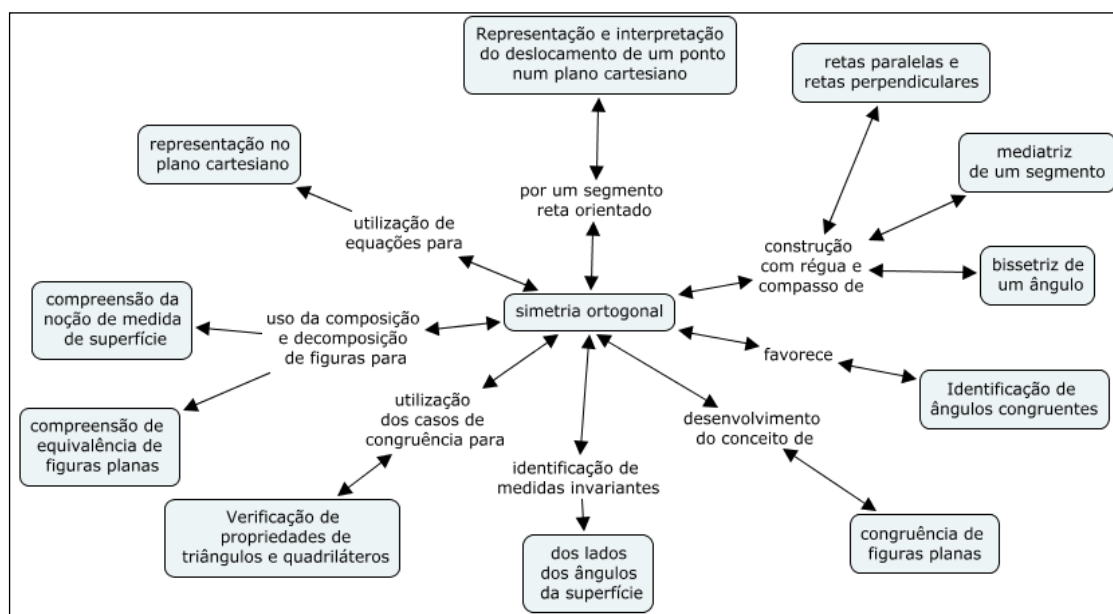 Representação e interpretação
do deslocamento de um ponto
num plano cartesiano
retas paralelas e
retas perpendiculares
representação no
plano cartesiano
mediatriz
de um segmento
por um segmento
reta orientado
utilização de
equações para
construção
com régua e
compasso de
bissetriz de
um ângulo
compreensão da
noção de medida
de superfície
uso da composição
e decomposição
de figuras para
simetria ortogonal
favorece
Identificação de
ângulos congruentes
compreensão de
equivalência de
figuras planas
utilização
dos casos de
congruência para
desenvolvimento
do conceito de
identificação de
medidas invariantes
Verificação de
propriedades de
triângulos e quadriláteros
dos lados
dos ângulos
da superfície
congruência de
figuras planas